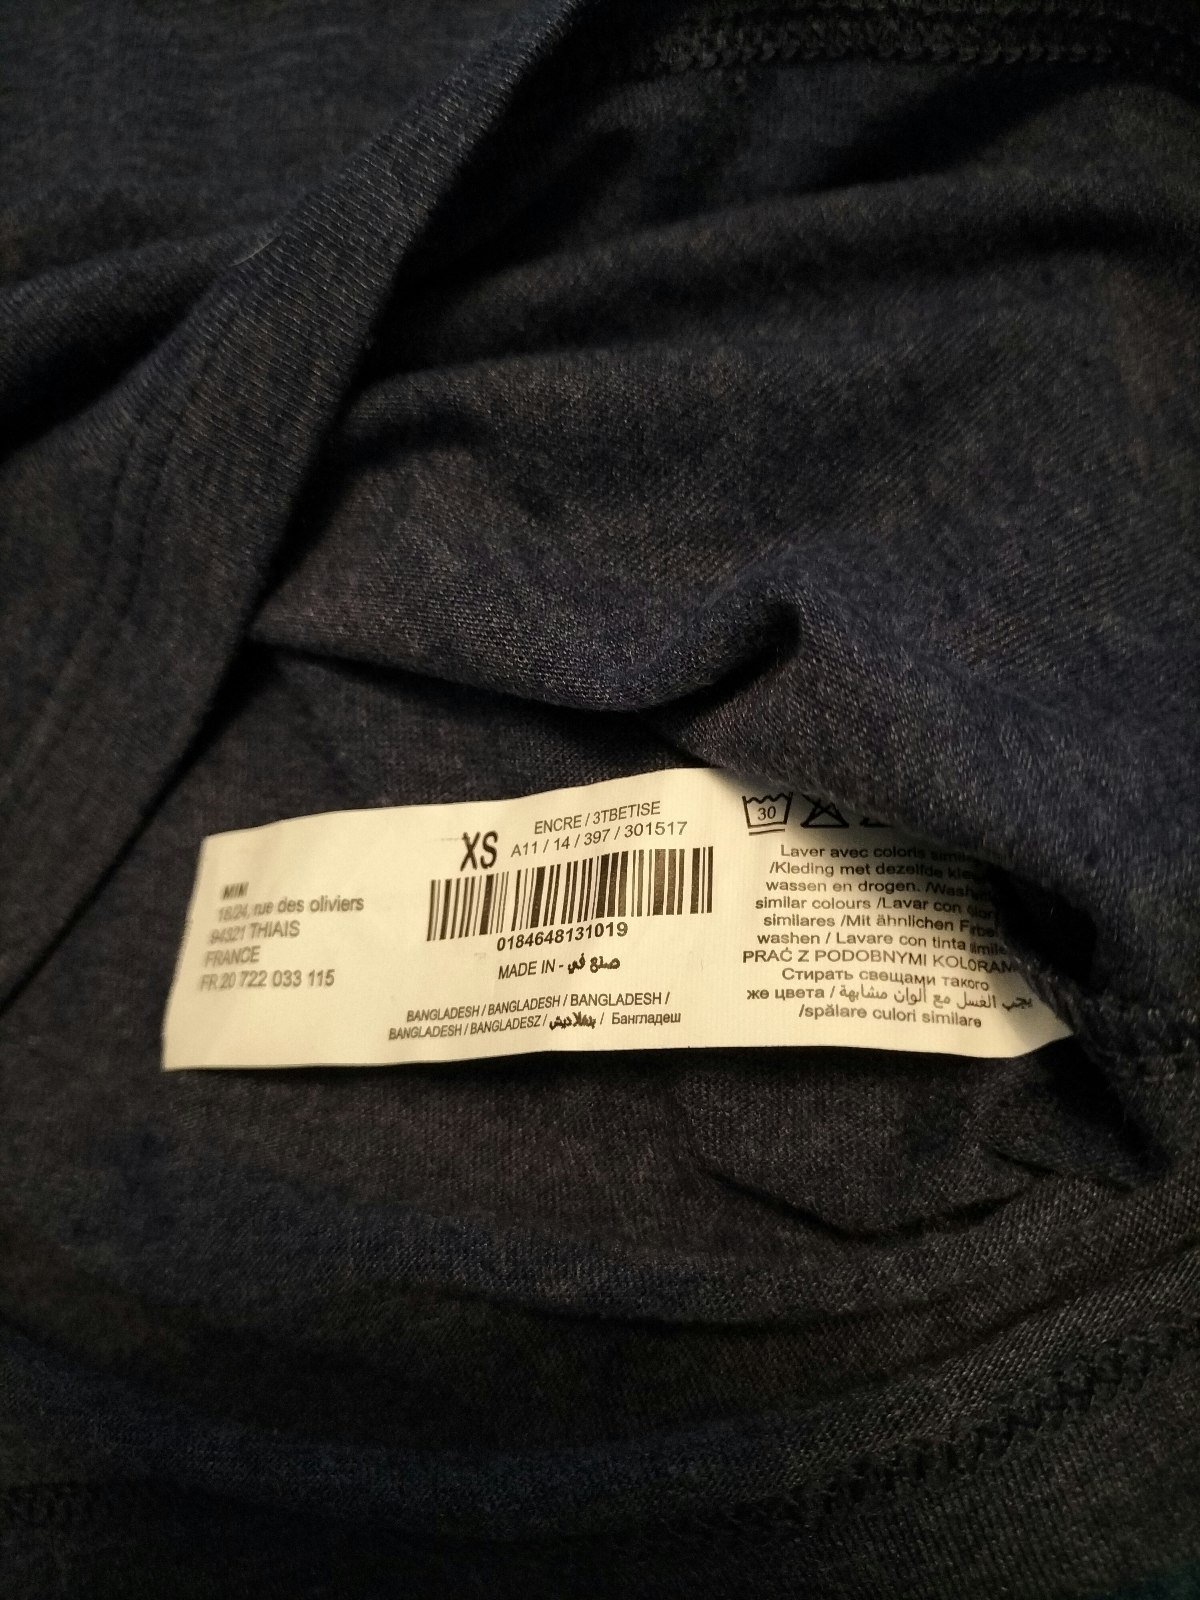 MIM
18/24, rue des oliviers
94321 THIAIS
FRANCE
FR 20 722 033 115
XS
ENCRE / 3TBETISE
A11 / 14 / 397 / 301517
0184648131019
MADE IN - صنع في
BANGLADESH / BANGLADESH / BANGLADESH /
BANGLADESH / BANGLADESZ / بنغلاديش / Бангладеш
30
Laver avec coloris
/Kleding met dezelfde
wassen en drogen. /Wash
similar colours /Lavar con
similares /Mit ähnlichen
washen / Lavare con tinta
PRAĆ Z PODOBNYMI KOLORAM
Стирать свещами такого
же цвета / يجب الغسل مع ألوان مشابهة
/spălare culori similare